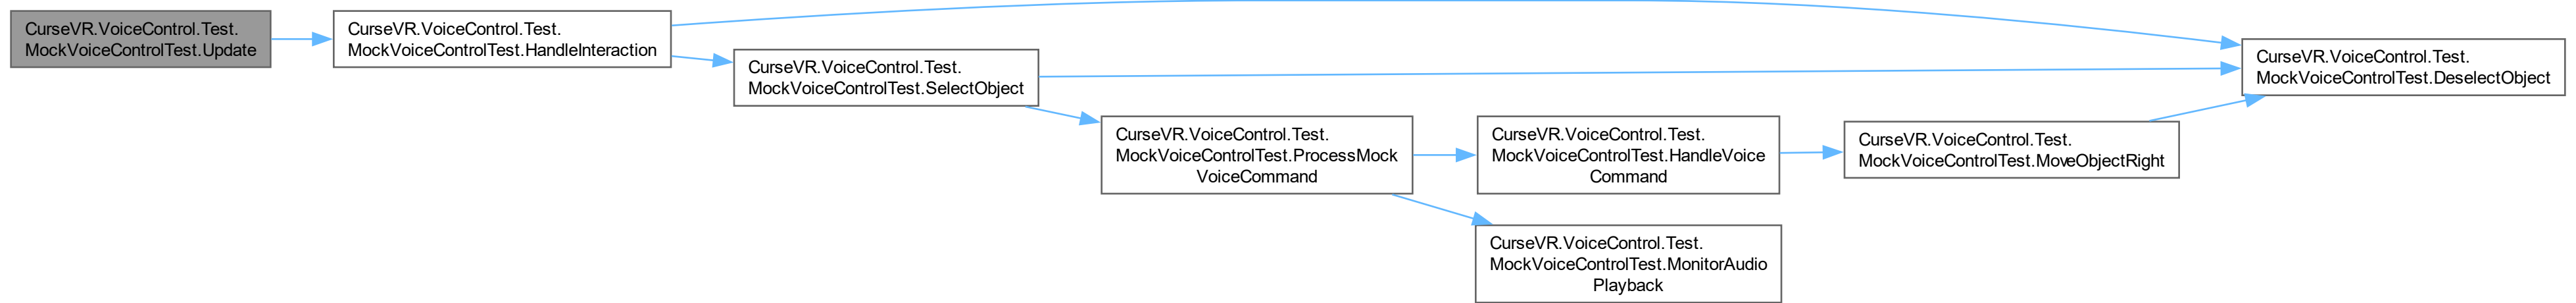 CurseVR.VoiceControl.Test.
MockVoiceControlTest.Update
CurseVR.VoiceControl.Test.
MockVoiceControlTest.HandleInteraction
CurseVR.VoiceControl.Test.
MockVoiceControlTest.SelectObject
CurseVR.VoiceControl.Test.
MockVoiceControlTest.ProcessMock
VoiceCommand
CurseVR.VoiceControl.Test.
MockVoiceControlTest.HandleVoice
Command
CurseVR.VoiceControl.Test.
MockVoiceControlTest.MoveObjectRight
CurseVR.VoiceControl.Test.
MockVoiceControlTest.DeselectObject
CurseVR.VoiceControl.Test.
MockVoiceControlTest.MonitorAudio
Playback